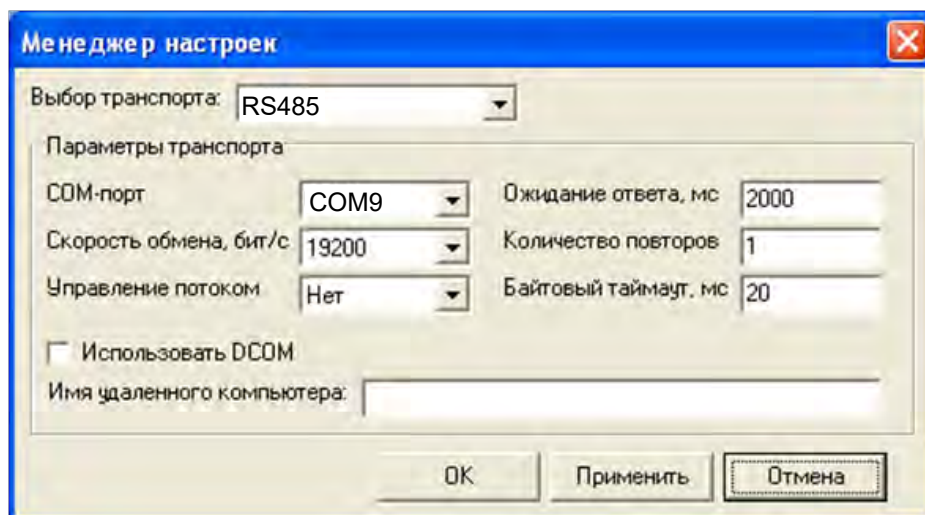 Менеджер настроек
Выбор транспорта: RS485
Параметры транспорта
COM-порт COM9 Ожидание ответа, мс 2000
Скорость обмена, бит/с 19200 Количество повторов 1
Управление потоком Нет Байтовый таймаут, мс 20
Использовать DCOM
Имя удаленного компьютера:
OK Применить Отмена